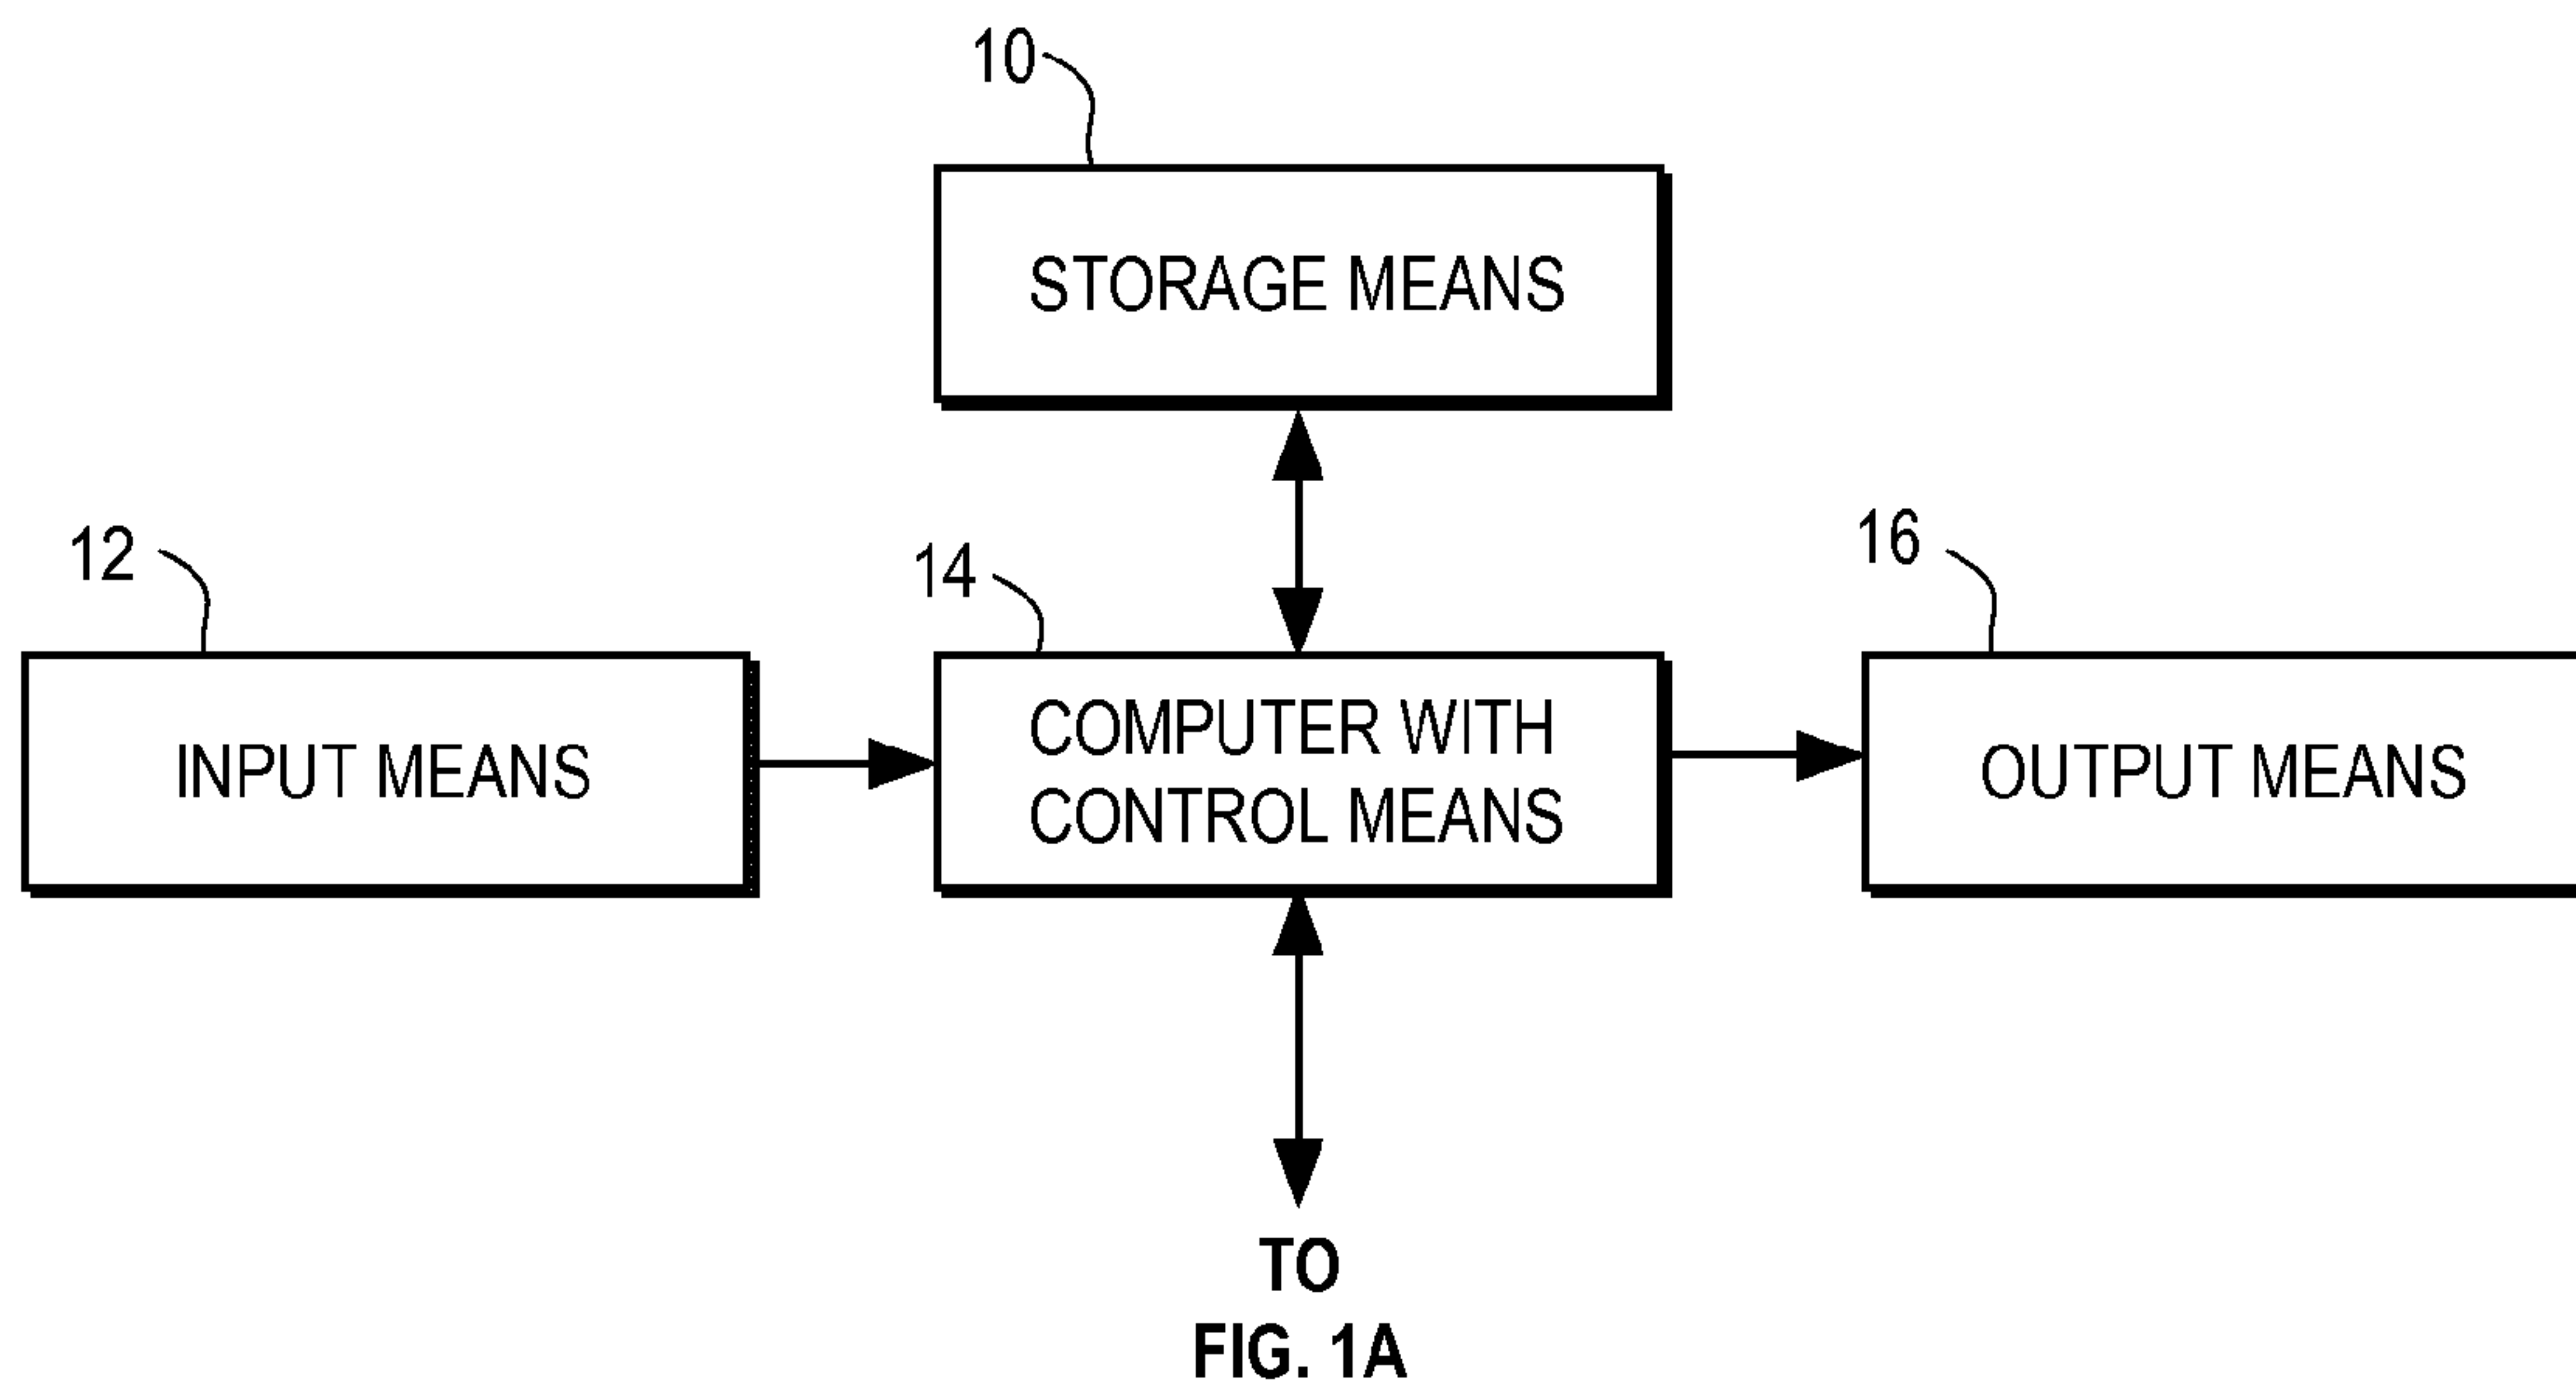 10
STORAGE MEANS
12
14
16
INPUT MEANS
COMPUTER WITH
CONTROL MEANS
OUTPUT MEANS
TO
FIG. 1A